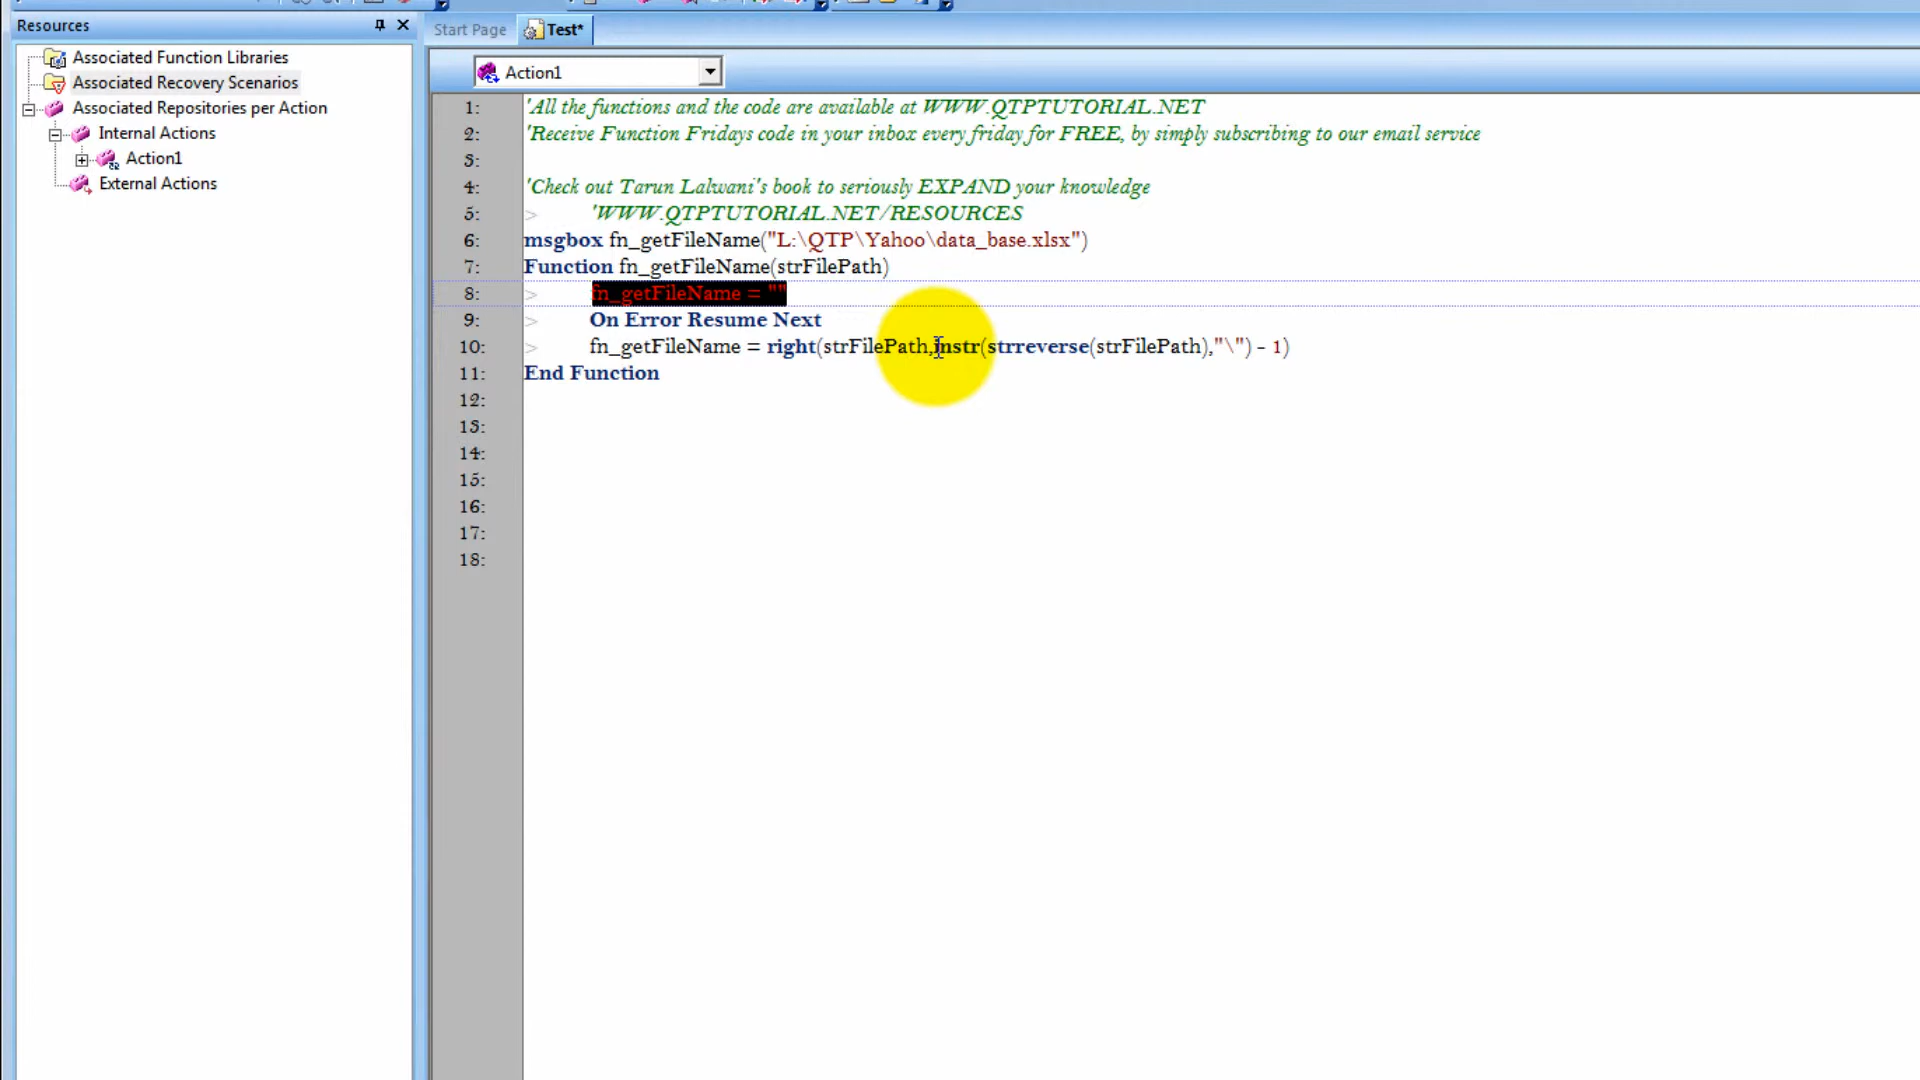 Resources
Associated Function Libraries
Associated Recovery Scenarios
Associated Repositories per Action
Internal Actions
Action1
External Actions
Start Page
Test*
Action1
1: 'All the functions and the code are available at WWW.QTPTUTORIAL.NET
2: 'Receive Function Fridays code in your inbox every friday for FREE, by simply subscribing to our email service
3:
4: 'Check out Tarun Lalwani's book to seriously EXPAND your knowledge
5: > 'WWW.QTPTUTORIAL.NET/RESOURCES
6: msgbox fn_getFileName("L:\QTP\Yahoo\data_base.xlsx")
7: Function fn_getFileName(strFilePath)
8: > fn_getFileName = ""
9: > On Error Resume Next
10: > fn_getFileName = right(strFilePath,instr(strreverse(strFilePath),"\") - 1)
11: End Function
12:
13:
14:
15:
16:
17:
18: